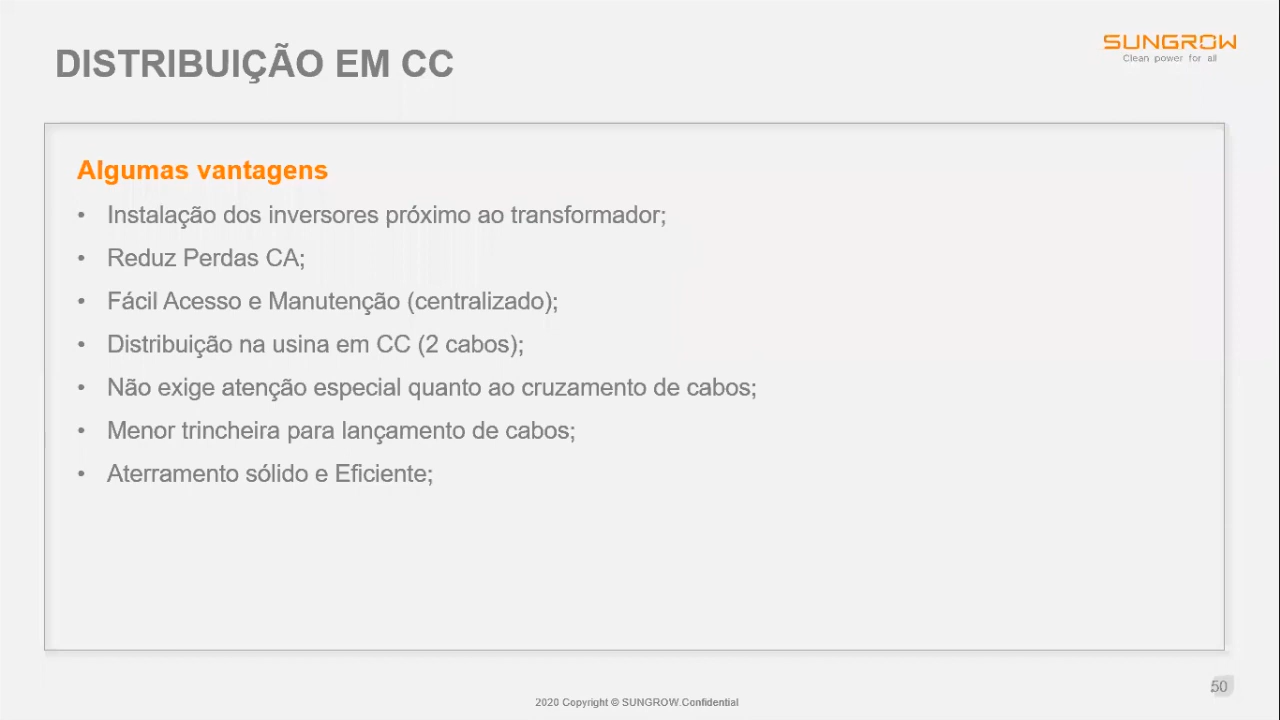 DISTRIBUIÇÃO EM CC
SUNGROW
Clean power for all
Algumas vantagens
• Instalação dos inversores próximo ao transformador;
• Reduz Perdas CA;
• Fácil Acesso e Manutenção (centralizado);
• Distribuição na usina em CC (2 cabos);
• Não exige atenção especial quanto ao cruzamento de cabos;
• Menor trincheira para lançamento de cabos;
• Aterramento sólido e Eficiente;
50
2020 Copyright © SUNGROW.Confidential